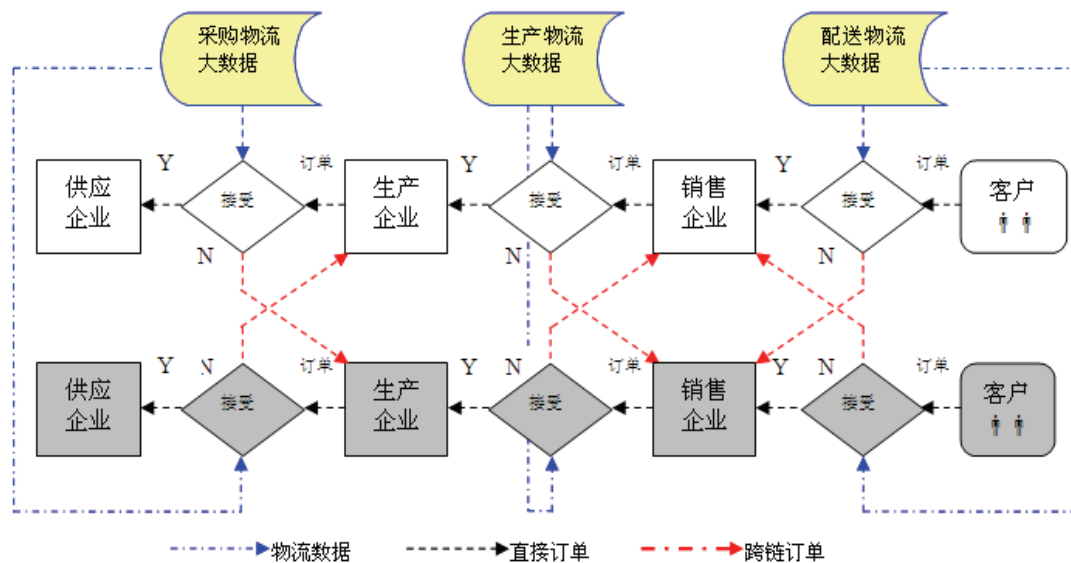 采购物流
大数据
生产物流
大数据
配送物流
大数据
供应
企业
Y
接受
订单
N
生产
企业
Y
接受
订单
N
销售
企业
Y
接受
订单
N
客户
供应
企业
Y
N
接受
订单
生产
企业
Y
N
接受
订单
销售
企业
Y
N
接受
订单
客户
物流数据
直接订单
跨链订单